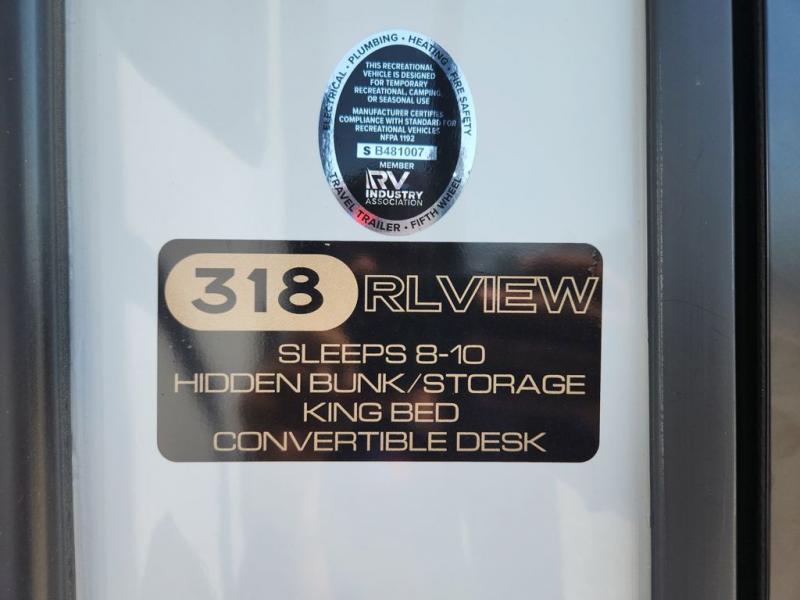 ELECTRICAL • PLUMBING • HEATING • FIRE SAFETY
THIS RECREATIONAL
VEHICLE IS DESIGNED
FOR TEMPORARY
RECREATIONAL, CAMPING,
OR SEASONAL USE
MANUFACTURER CERTIFIES
COMPLIANCE WITH STANDARD FOR
RECREATIONAL VEHICLES
NFPA 1192
S B481007
MEMBER
RV
INDUSTRY
ASSOCIATION
TRAVEL TRAILER • FIFTH WHEEL
318 RLVIEW
SLEEPS 8-10
HIDDEN BUNK/STORAGE
KING BED
CONVERTIBLE DESK